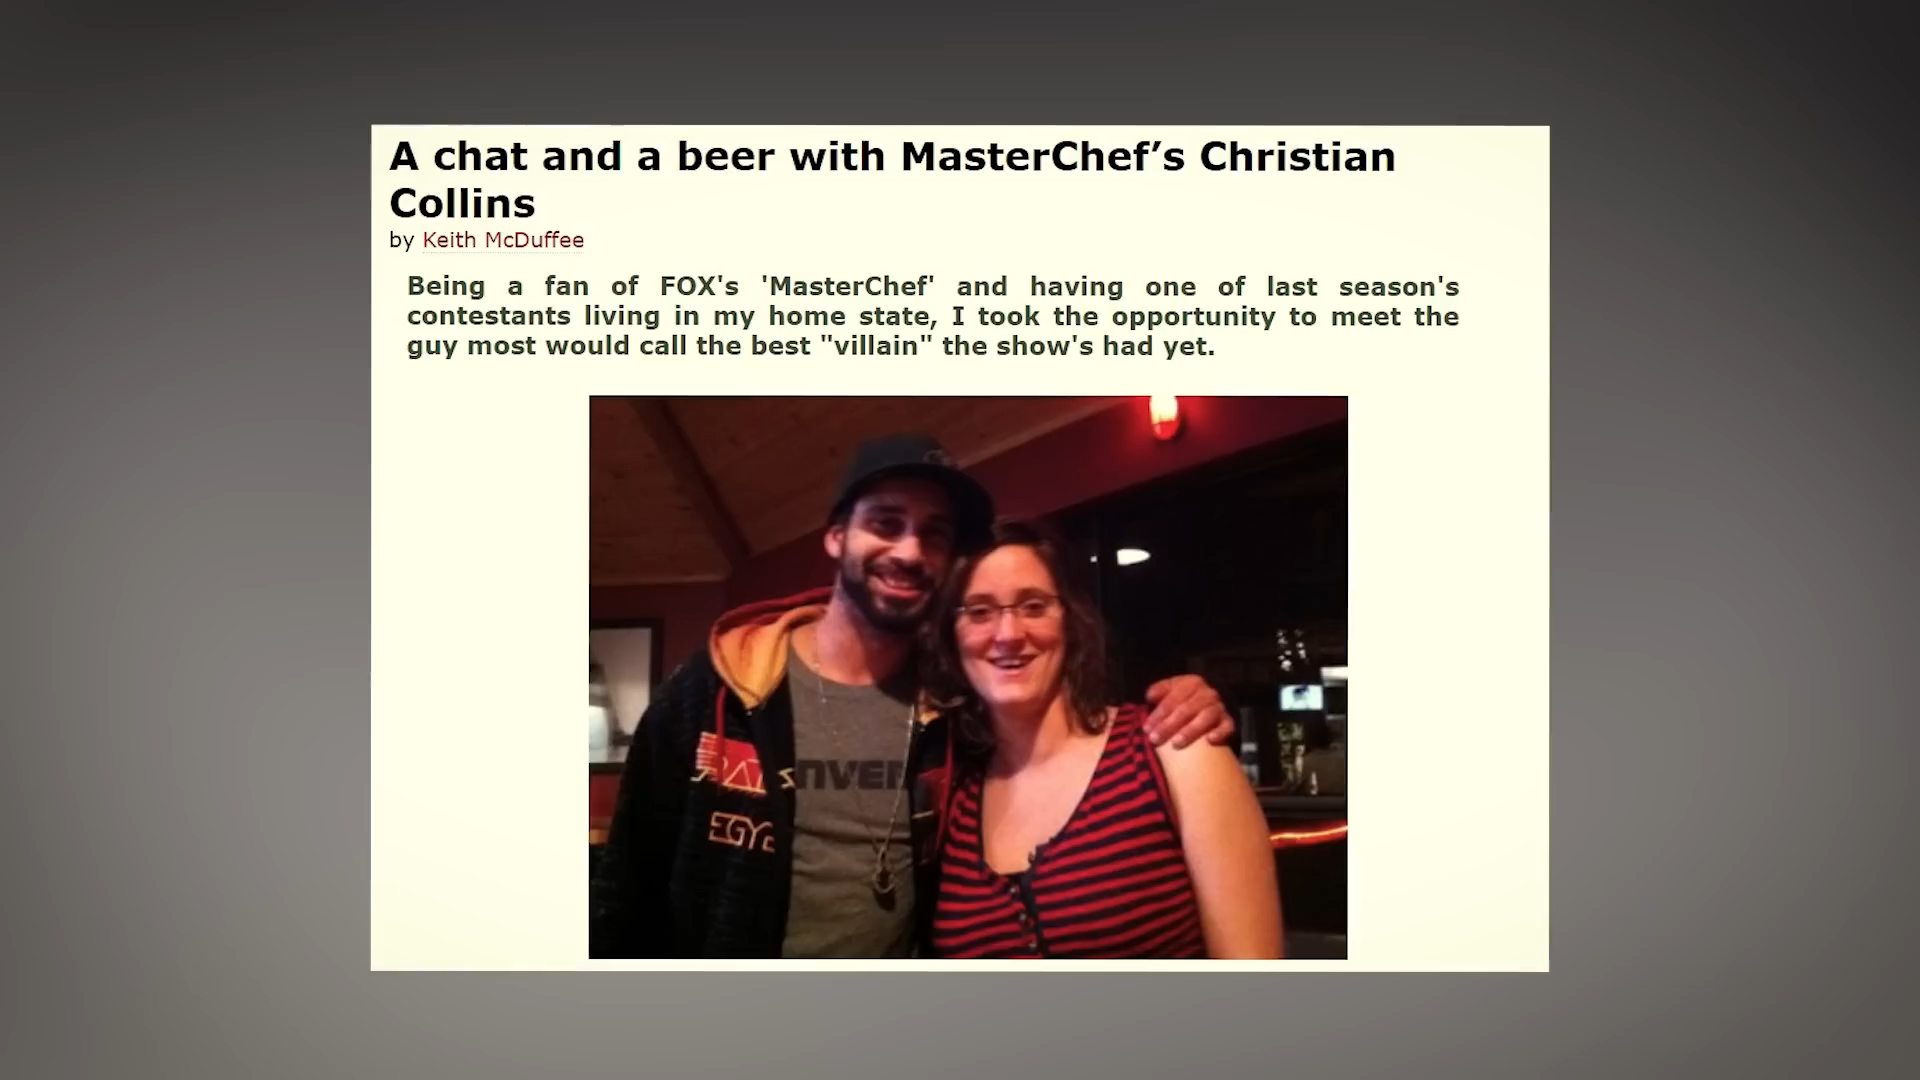 A chat and a beer with MasterChef’s Christian
Collins
by Keith McDuffee
Being a fan of FOX's 'MasterChef' and having one of last season's
contestants living in my home state, I took the opportunity to meet the
guy most would call the best "villain" the show's had yet.